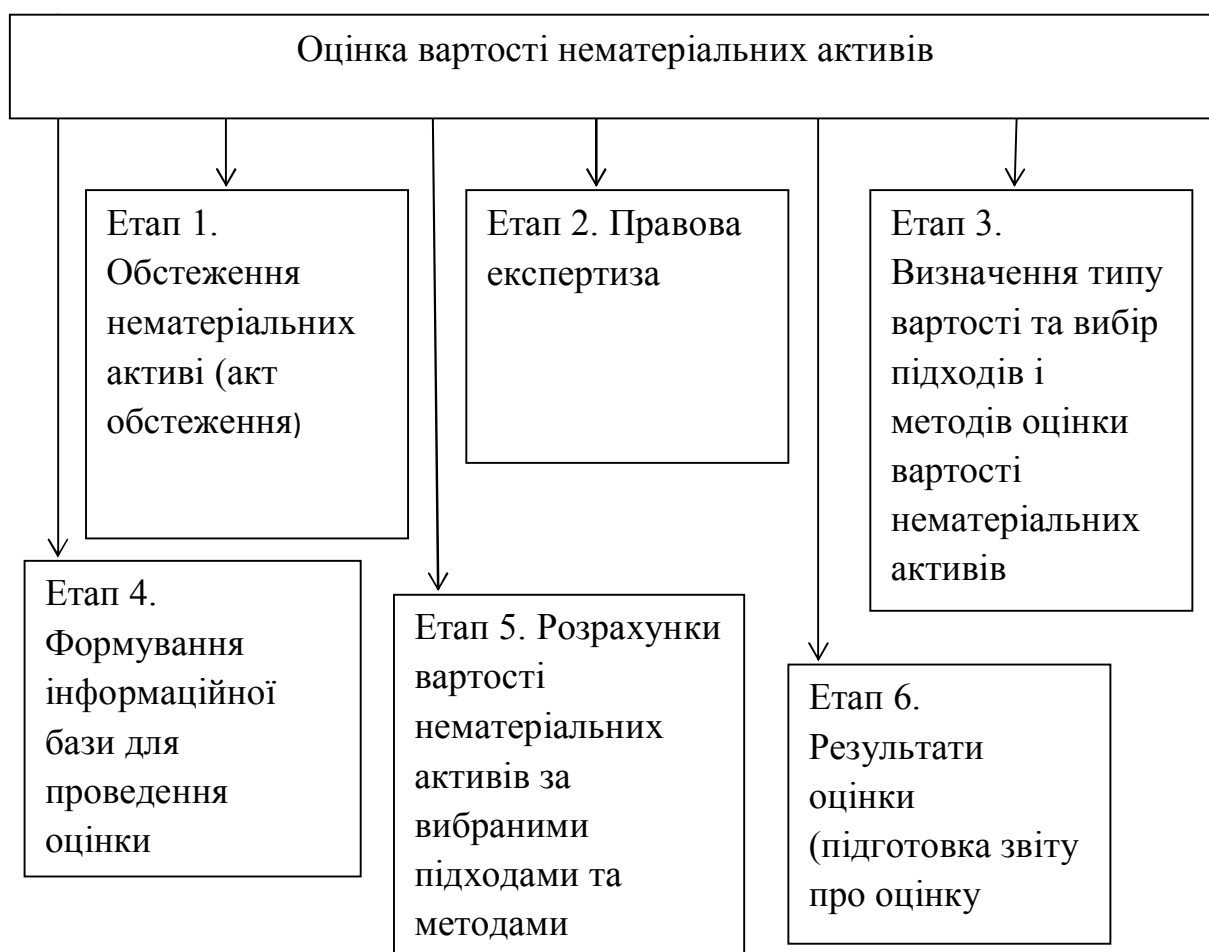 Оцінка вартості нематеріальних активів
Етап 1.
Обстеження
нематеріальних
активі (акт
обстеження)
Етап 2. Правова
експертиза
Етап 3.
Визначення типу
вартості та вибір
підходів і
методів оцінки
вартості
нематеріальних
активів
Етап 4.
Формування
інформаційної
бази для
проведення
оцінки
Етап 5. Розрахунки
вартості
нематеріальних
активів за
вибраними
підходами та
методами
Етап 6.
Результати
оцінки
(підготовка звіту
про оцінку